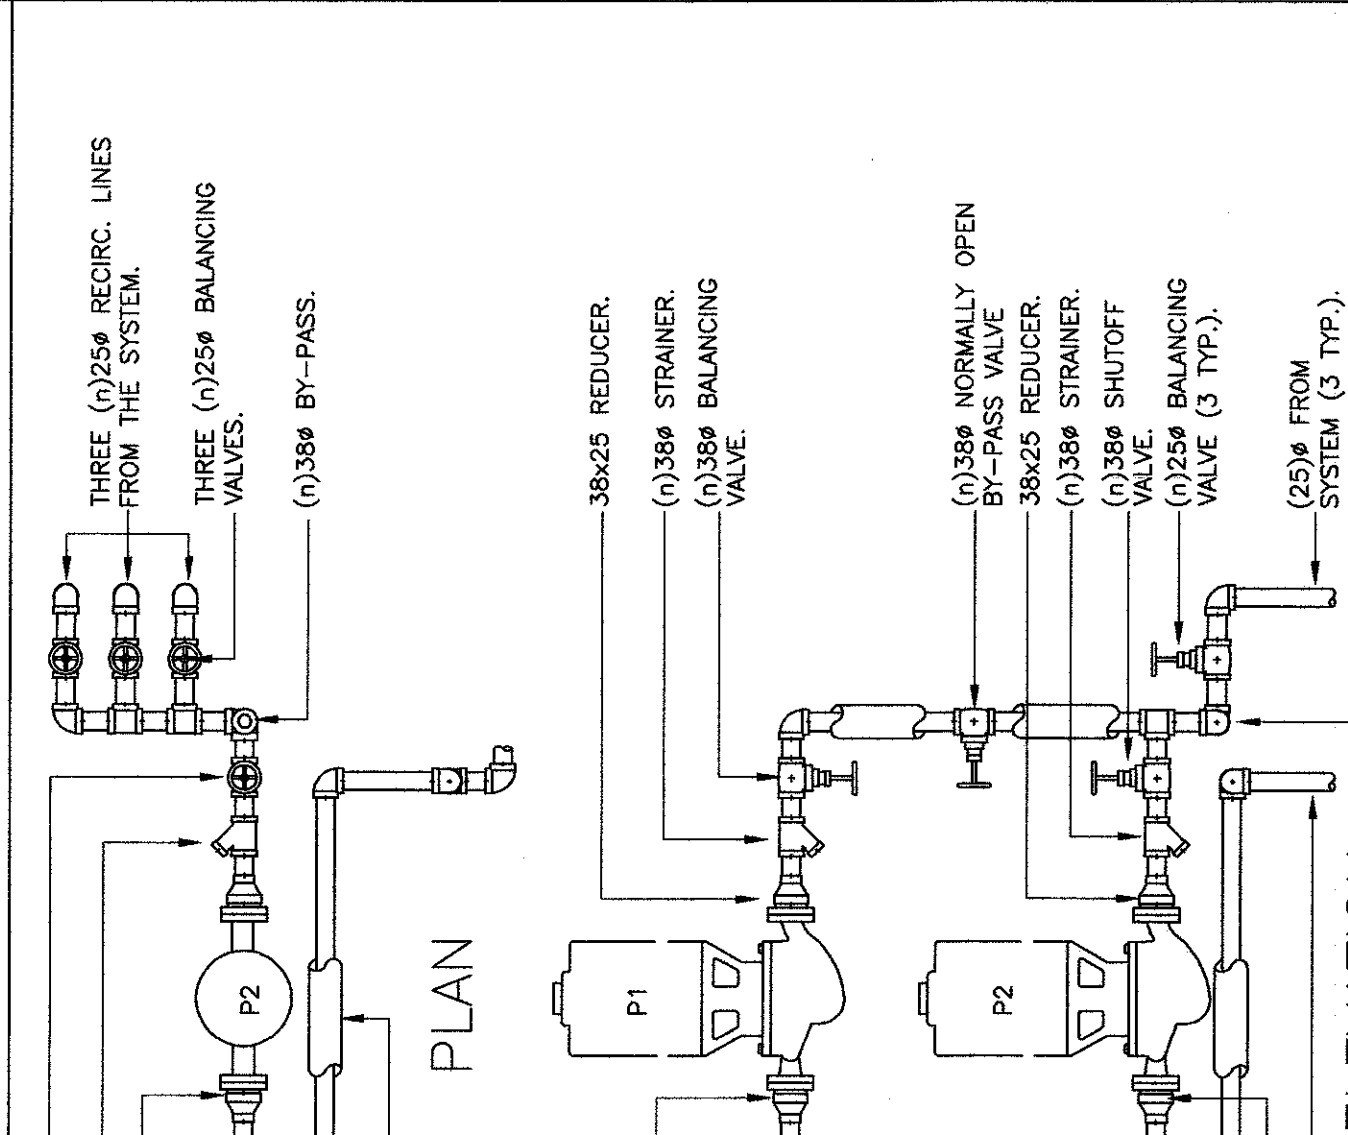 THREE (n)25ø RECIRC. LINES
FROM THE SYSTEM.
THREE (n)25ø BALANCING
VALVES.
(n)38ø BY-PASS.
P2
PLAN
38x25 REDUCER.
(n)38ø STRAINER.
(n)38ø BALANCING
VALVE.
P1
(n)38ø NORMALLY OPEN
BY-PASS VALVE
38x25 REDUCER.
(n)38ø STRAINER.
(n)38ø SHUTOFF
VALVE.
(n)25ø BALANCING
VALVE (3 TYP.).
P2
(25)ø FROM
SYSTEM (3 TYP.).